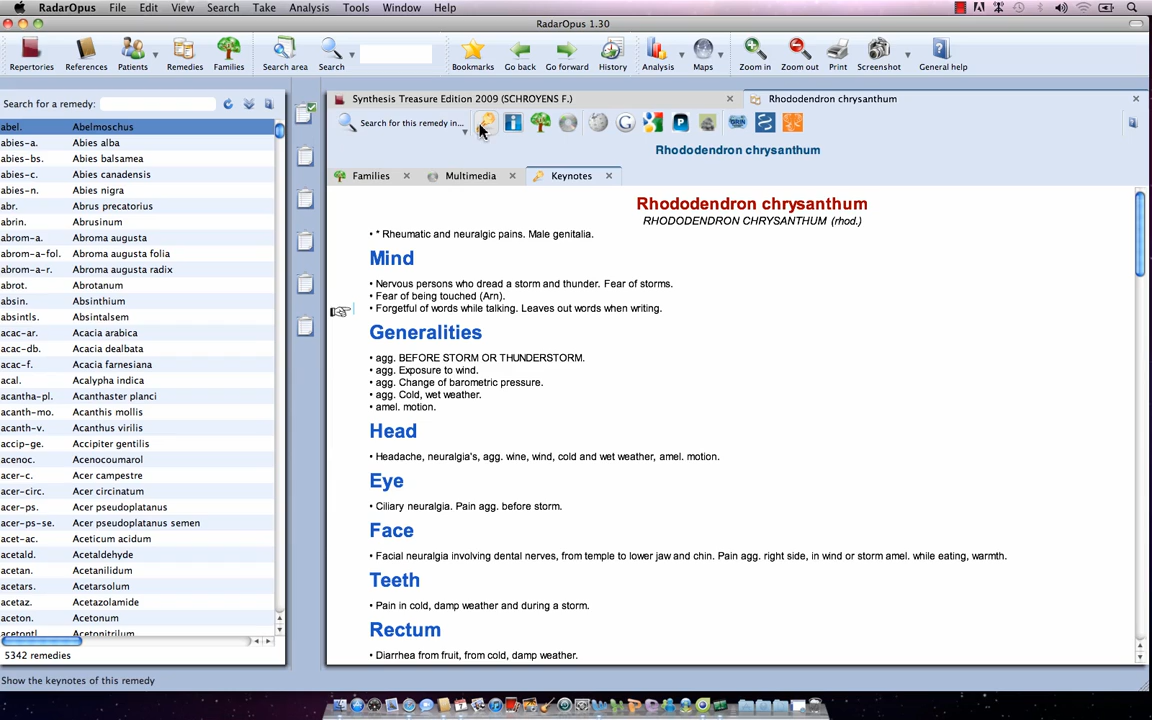 RadarOpus File Edit View Search Take Analysis Tools Window Help
RadarOpus 1.30
Repertories References Patients Remedies Families Search area Search Bookmarks Go back Go forward History Analysis Maps Zoom in Zoom out Print Screenshot General help
Search for a remedy:
abel. Abelmoschus
abies-a. Abies alba
abies-bs. Abies balsamea
abies-c. Abies canadensis
abies-n. Abies nigra
abr. Abrus precatorius
abrin. Abrusinum
abrom-a. Abroma augusta
abrom-a-fol. Abroma augusta folia
abrom-a-r. Abroma augusta radix
abrot. Abrotanum
absin. Absinthium
absintls. Absintalsem
acac-ar. Acacia arabica
acac-db. Acacia dealbata
acac-f. Acacia farnesiana
acal. Acalypha indica
acantha-pl. Acanthaster planci
acanth-mo. Acanthis mollis
acanth-v. Acanthus virilis
accip-ge. Accipiter gentilis
acenoc. Acenocoumarol
acer-c. Acer campestre
acer-circ. Acer circinatum
acer-ps. Acer pseudoplatanus
acer-ps-se. Acer pseudoplatanus semen
acet-ac. Aceticum acidum
acetald. Acetaldehyde
acetan. Acetanilidum
acetars. Acetarsolum
acetaz. Acetazolamide
aceton. Acetonum
acetontl Acetonitrilum
5342 remedies
Show the keynotes of this remedy
Synthesis Treasure Edition 2009 (SCHROYENS F.) Rhododendron chrysanthum
Search for this remedy in...
Rhododendron chrysanthum
Families Multimedia Keynotes
Rhododendron chrysanthum
RHODODENDRON CHRYSANTHUM (rhod.)
• * Rheumatic and neuralgic pains. Male genitalia.
Mind
• Nervous persons who dread a storm and thunder. Fear of storms.
• Fear of being touched (Arn).
• Forgetful of words while talking. Leaves out words when writing.
Generalities
• agg. BEFORE STORM OR THUNDERSTORM.
• agg. Exposure to wind.
• agg. Change of barometric pressure.
• agg. Cold, wet weather.
• amel. motion.
Head
• Headache, neuralgia's, agg. wine, wind, cold and wet weather, amel. motion.
Eye
• Ciliary neuralgia. Pain agg. before storm.
Face
• Facial neuralgia involving dental nerves, from temple to lower jaw and chin. Pain agg. right side, in wind or storm amel. while eating, warmth.
Teeth
• Pain in cold, damp weather and during a storm.
Rectum
• Diarrhea from fruit, from cold, damp weather.